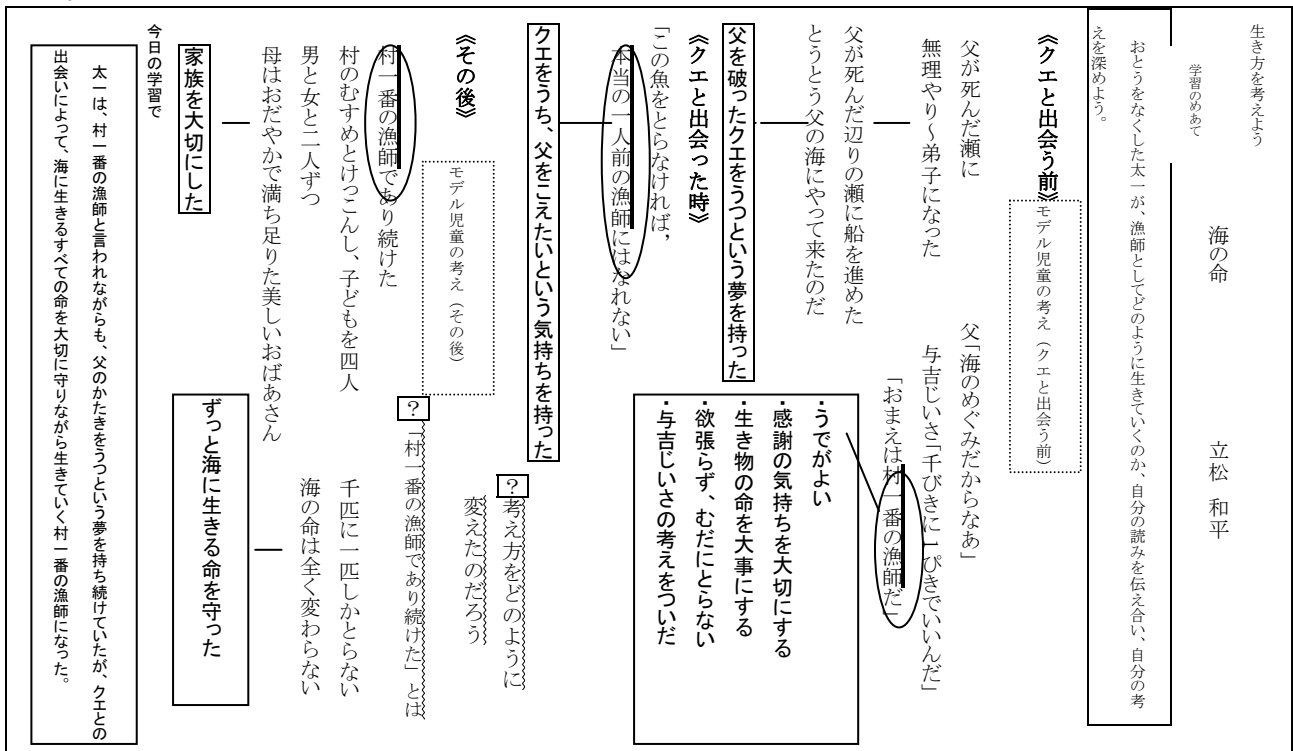 生き方を考えよう
海の命
立松 和平
学習のめあて
おとうをなくした太一が、漁師としてどのように生きていくのか、自分の読みを伝え合い、自分の考
えを深めよう。
《クエと出会う前》
モデル児童の考え（クエと出会う前）
父が死んだ瀬に
無理やり～弟子になった
父が死んだ辺りの瀬に船を進めた
とうとう父の海にやって来たのだ
父を破ったクエをうつという夢を持った
父「海のめぐみだからなあ」
与吉じいさ「千びきに一ぴきでいいんだ」
「おまえは村一番の漁師だ」
・うでがよい
・感謝の気持ちを大切にする
・生き物の命を大事にする
・欲張らず、むだにとらない
・与吉じいさの考えをついだ
《クエと出会った時》
「この魚をとらなければ，
本当の一人前の漁師にはなれない」
クエをうち、父をこえたいという気持ちを持った
？
考え方をどのように
変えたのだろう
《その後》
モデル児童の考え（その後）
？
「村一番の漁師であり続けた」とは
村一番の漁師であり続けた
村のむすめとけっこんし、子どもを四人
男と女と二人ずつ
母はおだやかで満ち足りた美しいおばあさん
家族を大切にした
千匹に一匹しかとらない
海の命は全く変わらない
ずっと海に生きる命を守った
今日の学習で
太一は、村一番の漁師と言われながらも、父のかたきをうつという夢を持ち続けていたが、クエとの
出会いによって、海に生きるすべての命を大切に守りながら生きていく村一番の漁師になった。